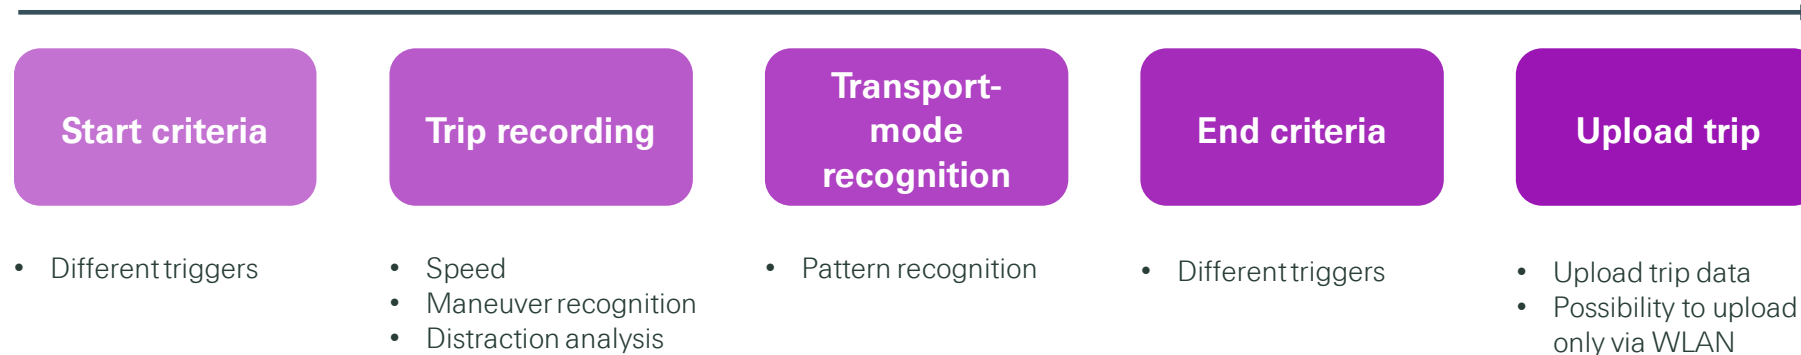 Start criteria
Trip recording
Transport-
mode
recognition
End criteria
Upload trip
• Different triggers
• Speed
• Maneuver recognition
• Distraction analysis
• Pattern recognition
• Different triggers
• Upload trip data
• Possibility to upload
only via WLAN